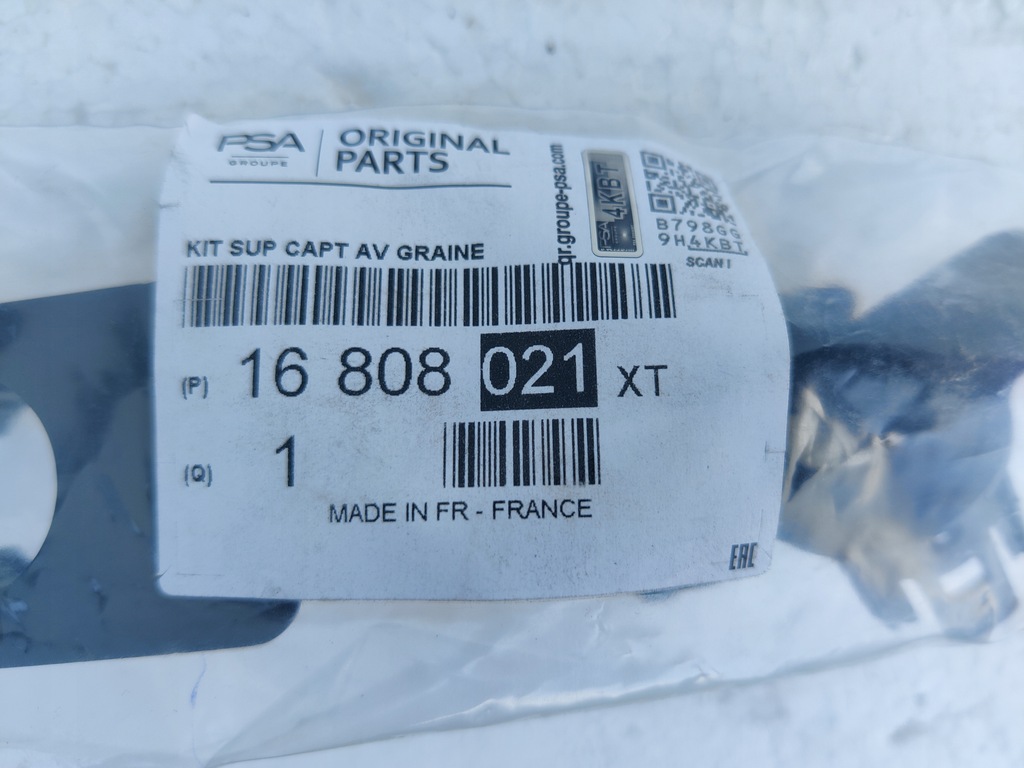 PSA
GROUPE
ORIGINAL
PARTS
qr.groupe-psa.com
PSA 4KBT
B798GG
9H4KBT
SCAN !
KIT SUP CAPT AV GRAINE
(P) 16 808 021 XT
(Q) 1
MADE IN FR - FRANCE
EAC